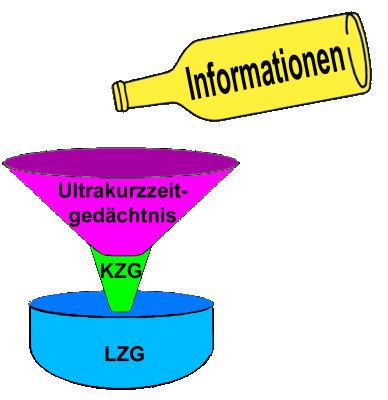 Informationen
Ultrakurzzeit-
gedächtnis
KZG
LZG